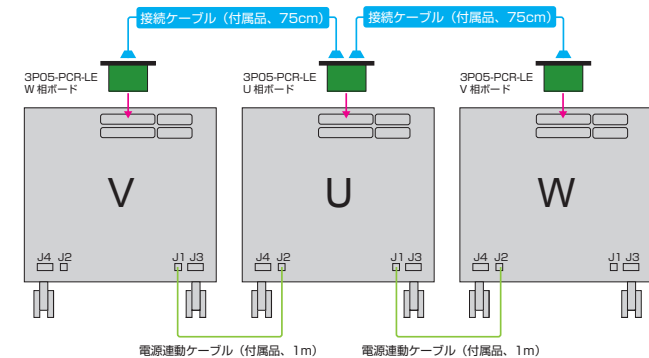 接続ケーブル（付属品、75cm）
接続ケーブル（付属品、75cm）
3P05-PCR-LE
W 相ボード
3P05-PCR-LE
U 相ボード
3P05-PCR-LE
V 相ボード
V
U
W
J4 J2
J1 J3
J4 J2
J1 J3
J4 J2
J1 J3
電源連動ケーブル（付属品、1m）
電源連動ケーブル（付属品、1m）